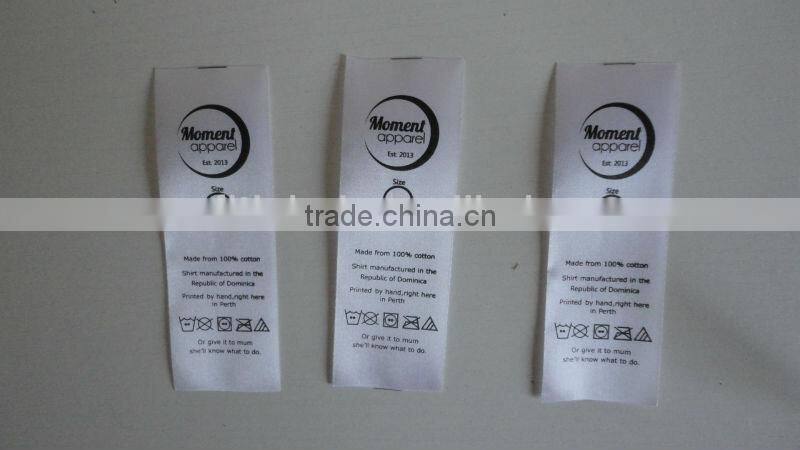 Moment
apparel
Est. 2013
Size
Made from 100% cotton
Shirt manufactured in the
Republic of Dominica
Printed by hand,right here
in Perth
Or give it to mum
she'll know what to do.
Moment
apparel
Est. 2013
Size
Made from 100% cotton
Shirt manufactured in the
Republic of Dominica
Printed by hand,right here
in Perth
Or give it to mum
she'll know what to do.
Moment
apparel
Est. 2013
Size
Made from 100% cotton
Shirt manufactured in the
Republic of Dominica
Printed by hand,right here
in Perth
Or give it to mum
she'll know what to do.
trade.china.cn